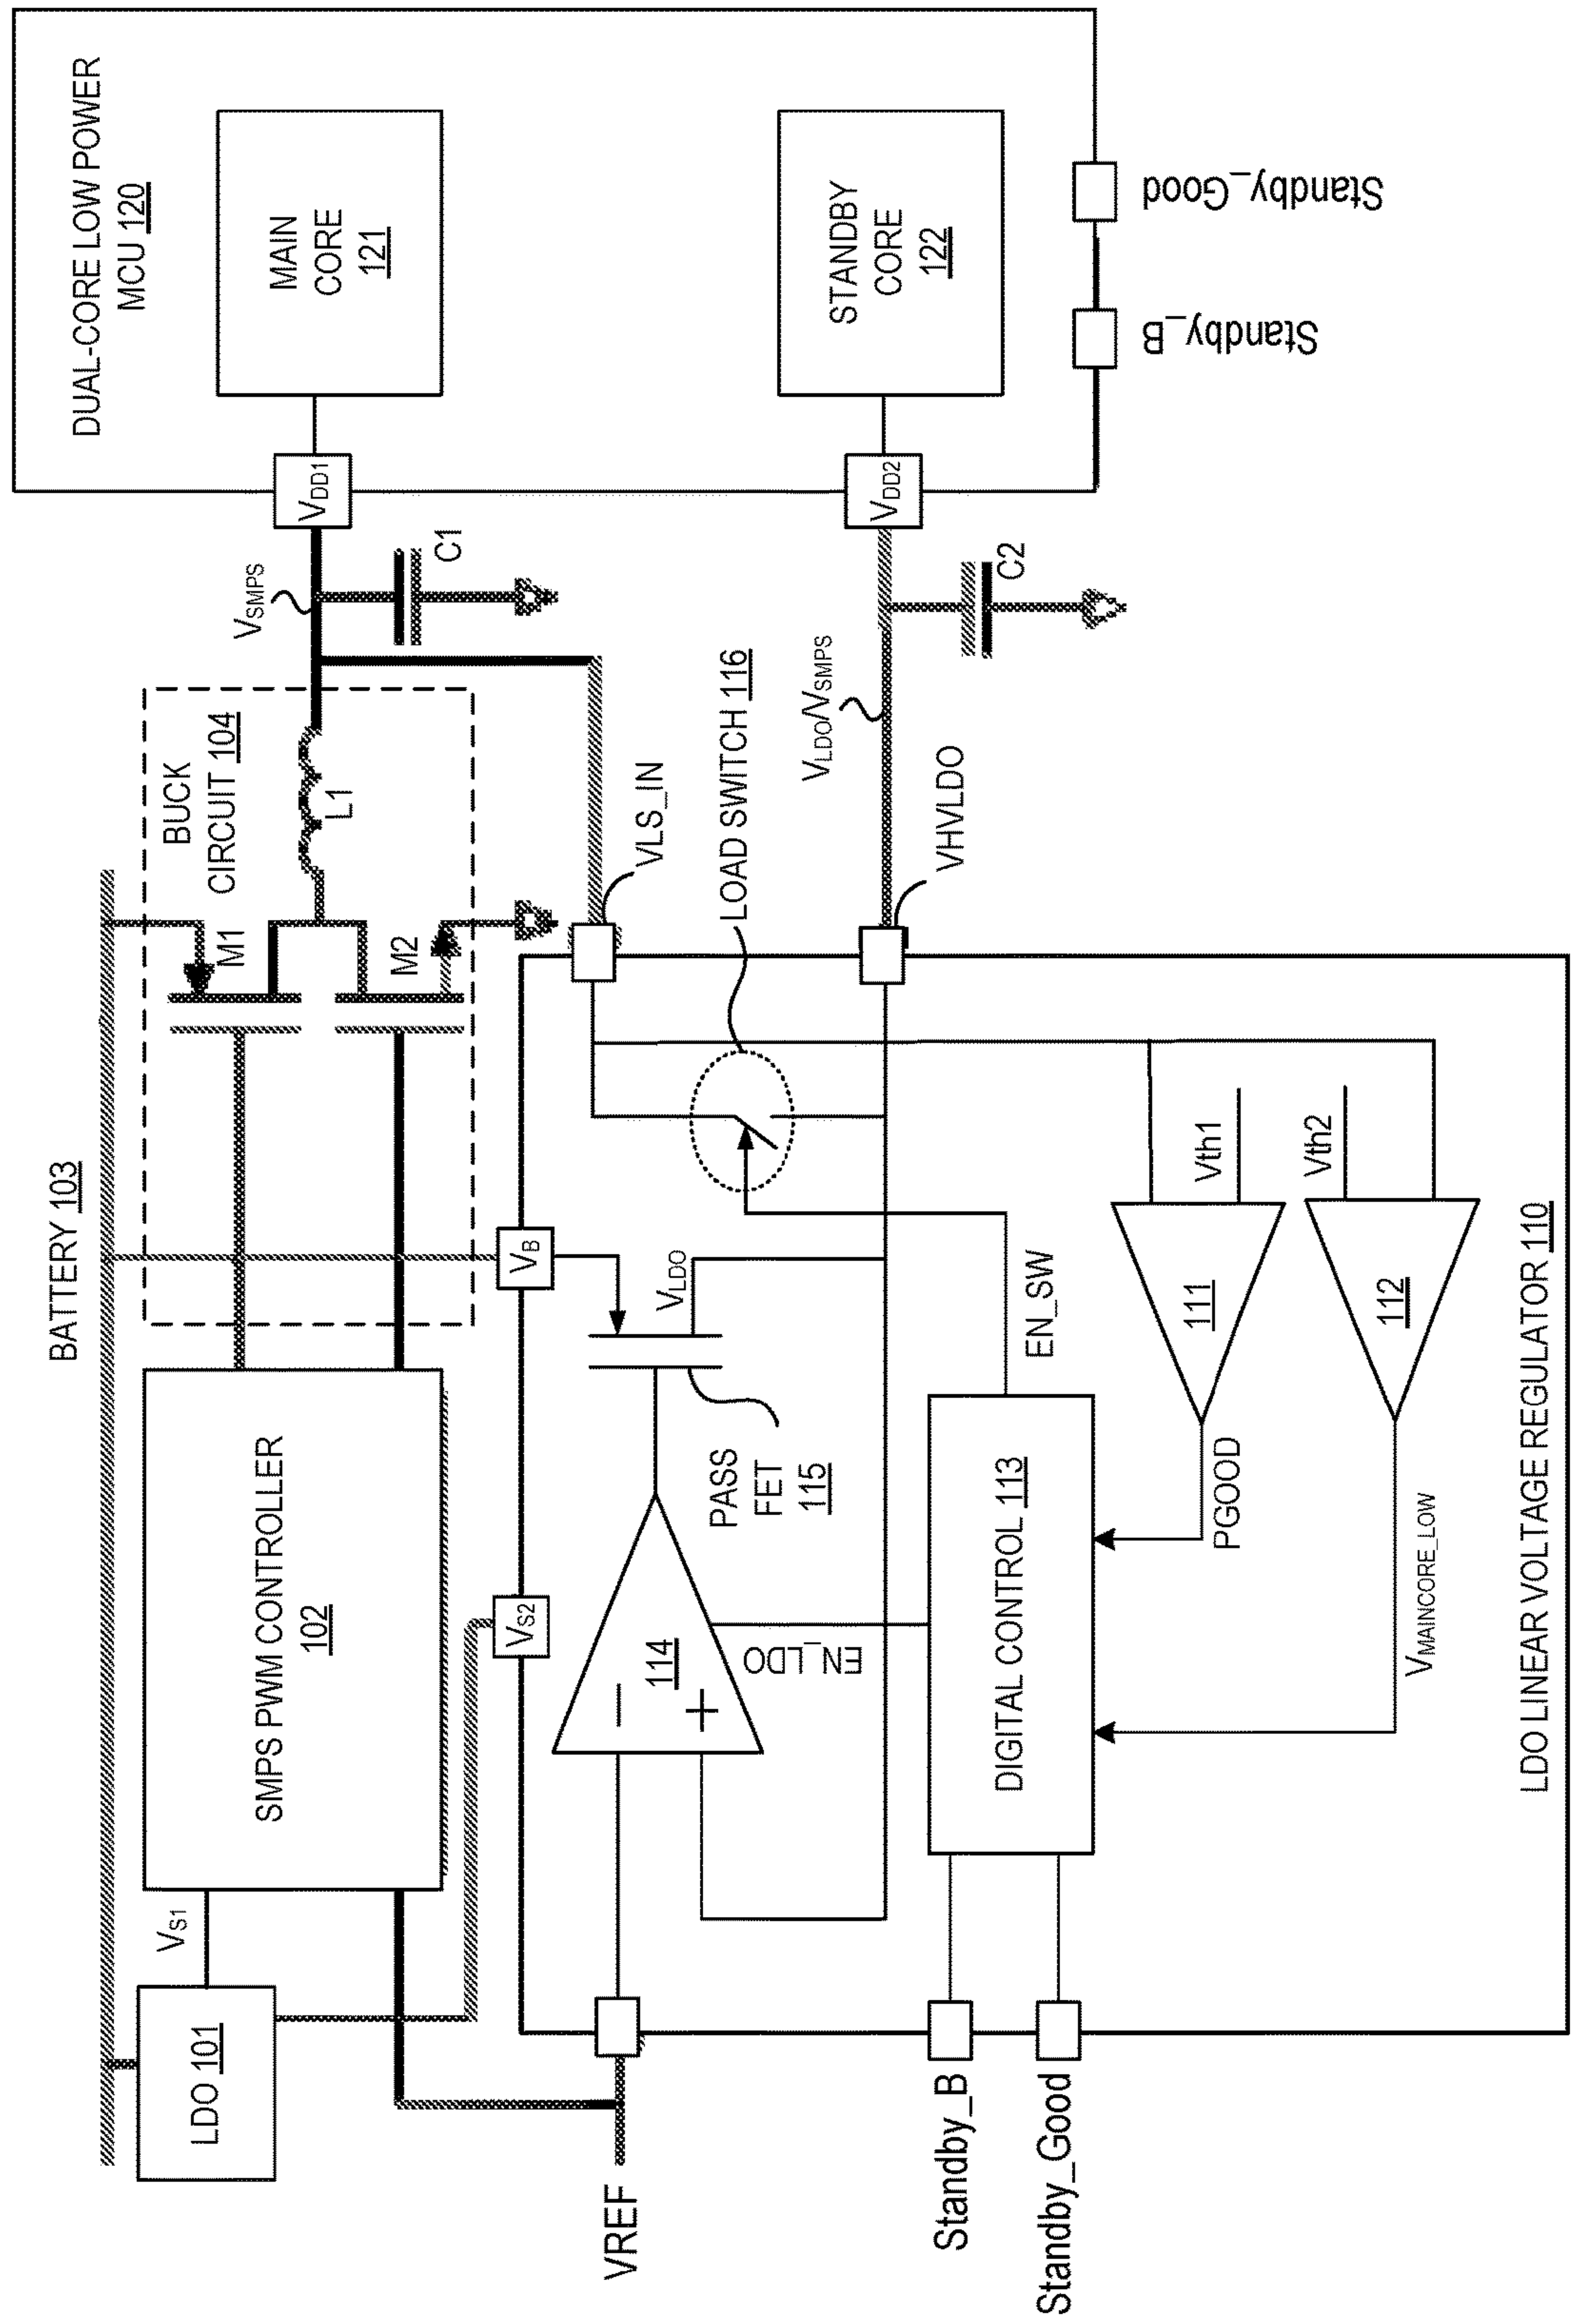 BATTERY 103
LDO 101
VS1
SMPS PWM CONTROLLER
102
BUCK
CIRCUIT 104
M1
M2
L1
VSMPS
C1
DUAL-CORE LOW POWER
MCU 120
VDD1
MAIN
CORE
121
VDD2
STANDBY
CORE
122
Standby_B
Standby_Good
VREF
VS2
VB
VLS_IN
LOAD SWITCH 116
VLDO/VSMPS
C2
VHVLDO
114
EN_LDO
PASS
FET
115
VLDO
EN_SW
Standby_B
Standby_Good
DIGITAL CONTROL 113
PGOOD
111
Vth1
Vth2
112
VMAINCORE_LOW
LDO LINEAR VOLTAGE REGULATOR 110